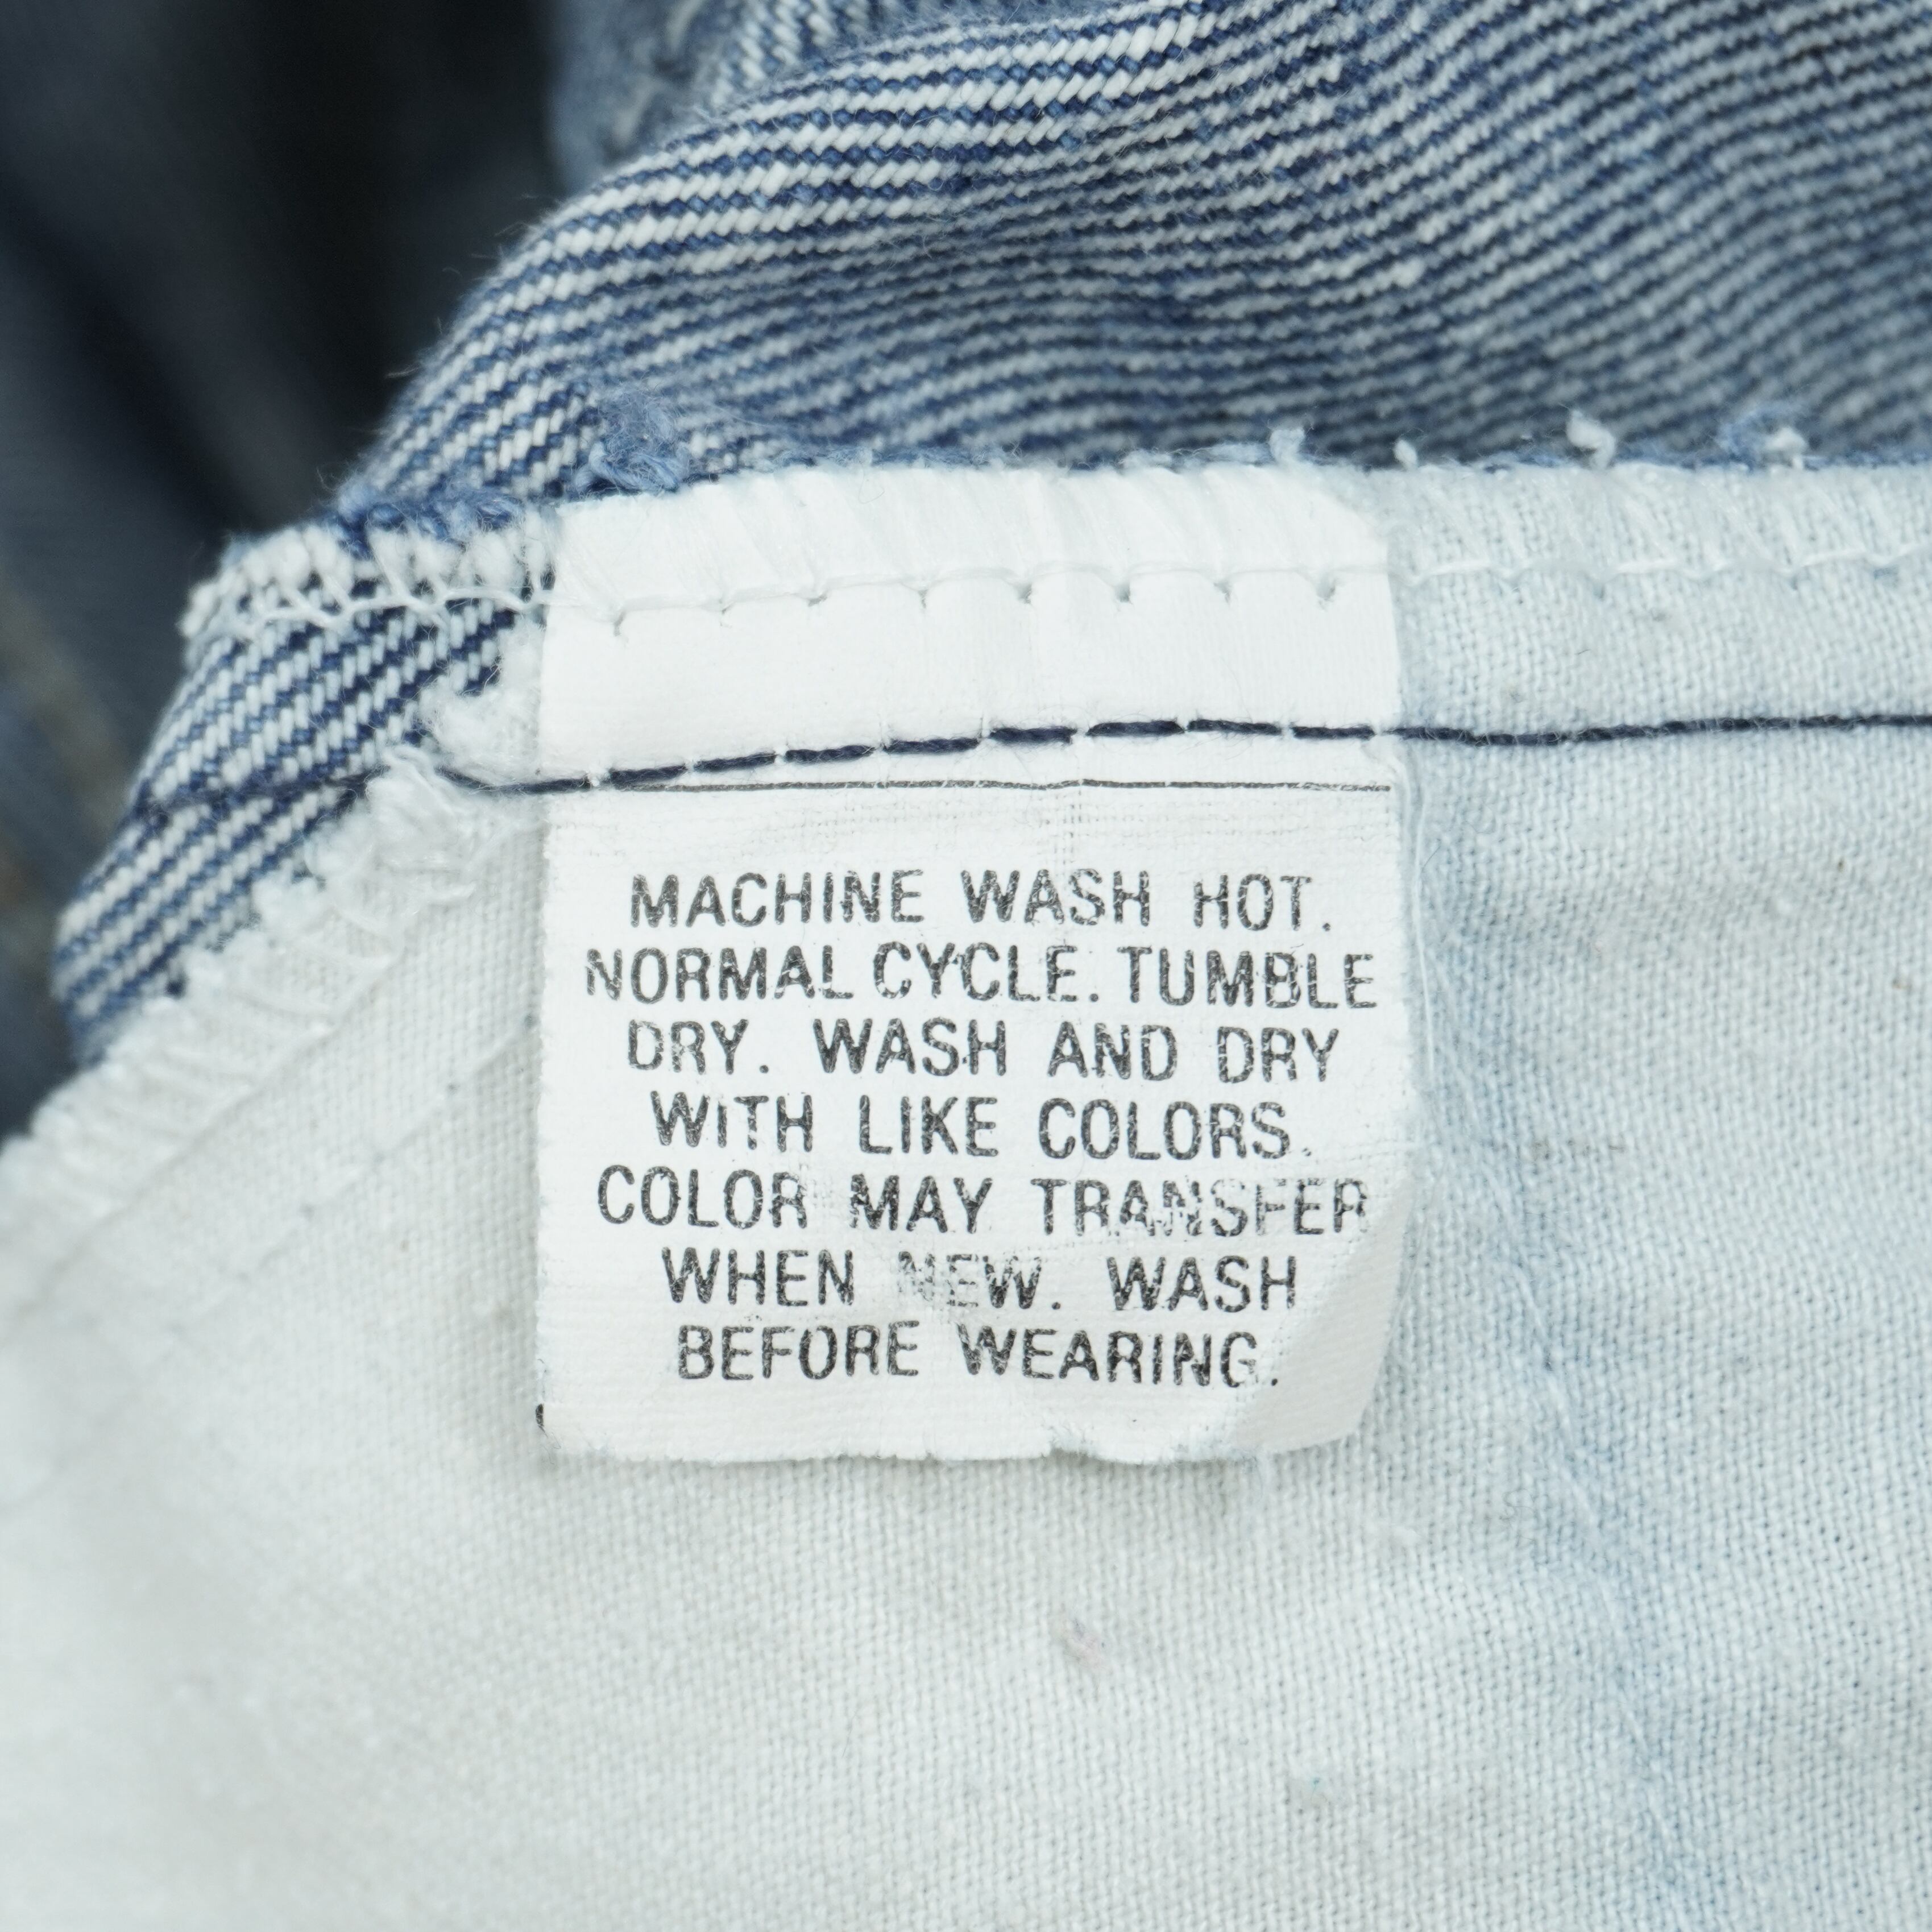 MACHINE WASH HOT.
NORMAL CYCLE. TUMBLE
DRY. WASH AND DRY
WITH LIKE COLORS.
COLOR MAY TRANSFER
WHEN NEW. WASH
BEFORE WEARING.